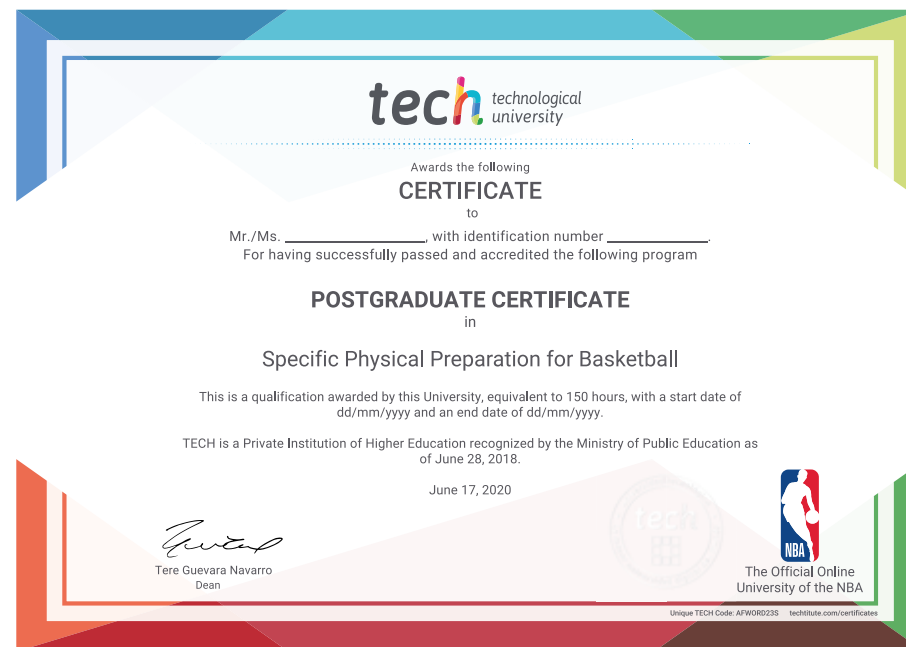 tech technological
university
Awards the following
CERTIFICATE
to
Mr./Ms. ____________, with identification number ____________.
For having successfully passed and accredited the following program
POSTGRADUATE CERTIFICATE
in
Specific Physical Preparation for Basketball
This is a qualification awarded by this University, equivalent to 150 hours, with a start date of
dd/mm/yyyy and an end date of dd/mm/yyyy.
TECH is a Private Institution of Higher Education recognized by the Ministry of Public Education as
of June 28, 2018.
June 17, 2020
tech
NBA
Tere Guevara Navarro
Dean
The Official Online
University of the NBA
Unique TECH Code: AFWORD23S techtitute.com/certificates